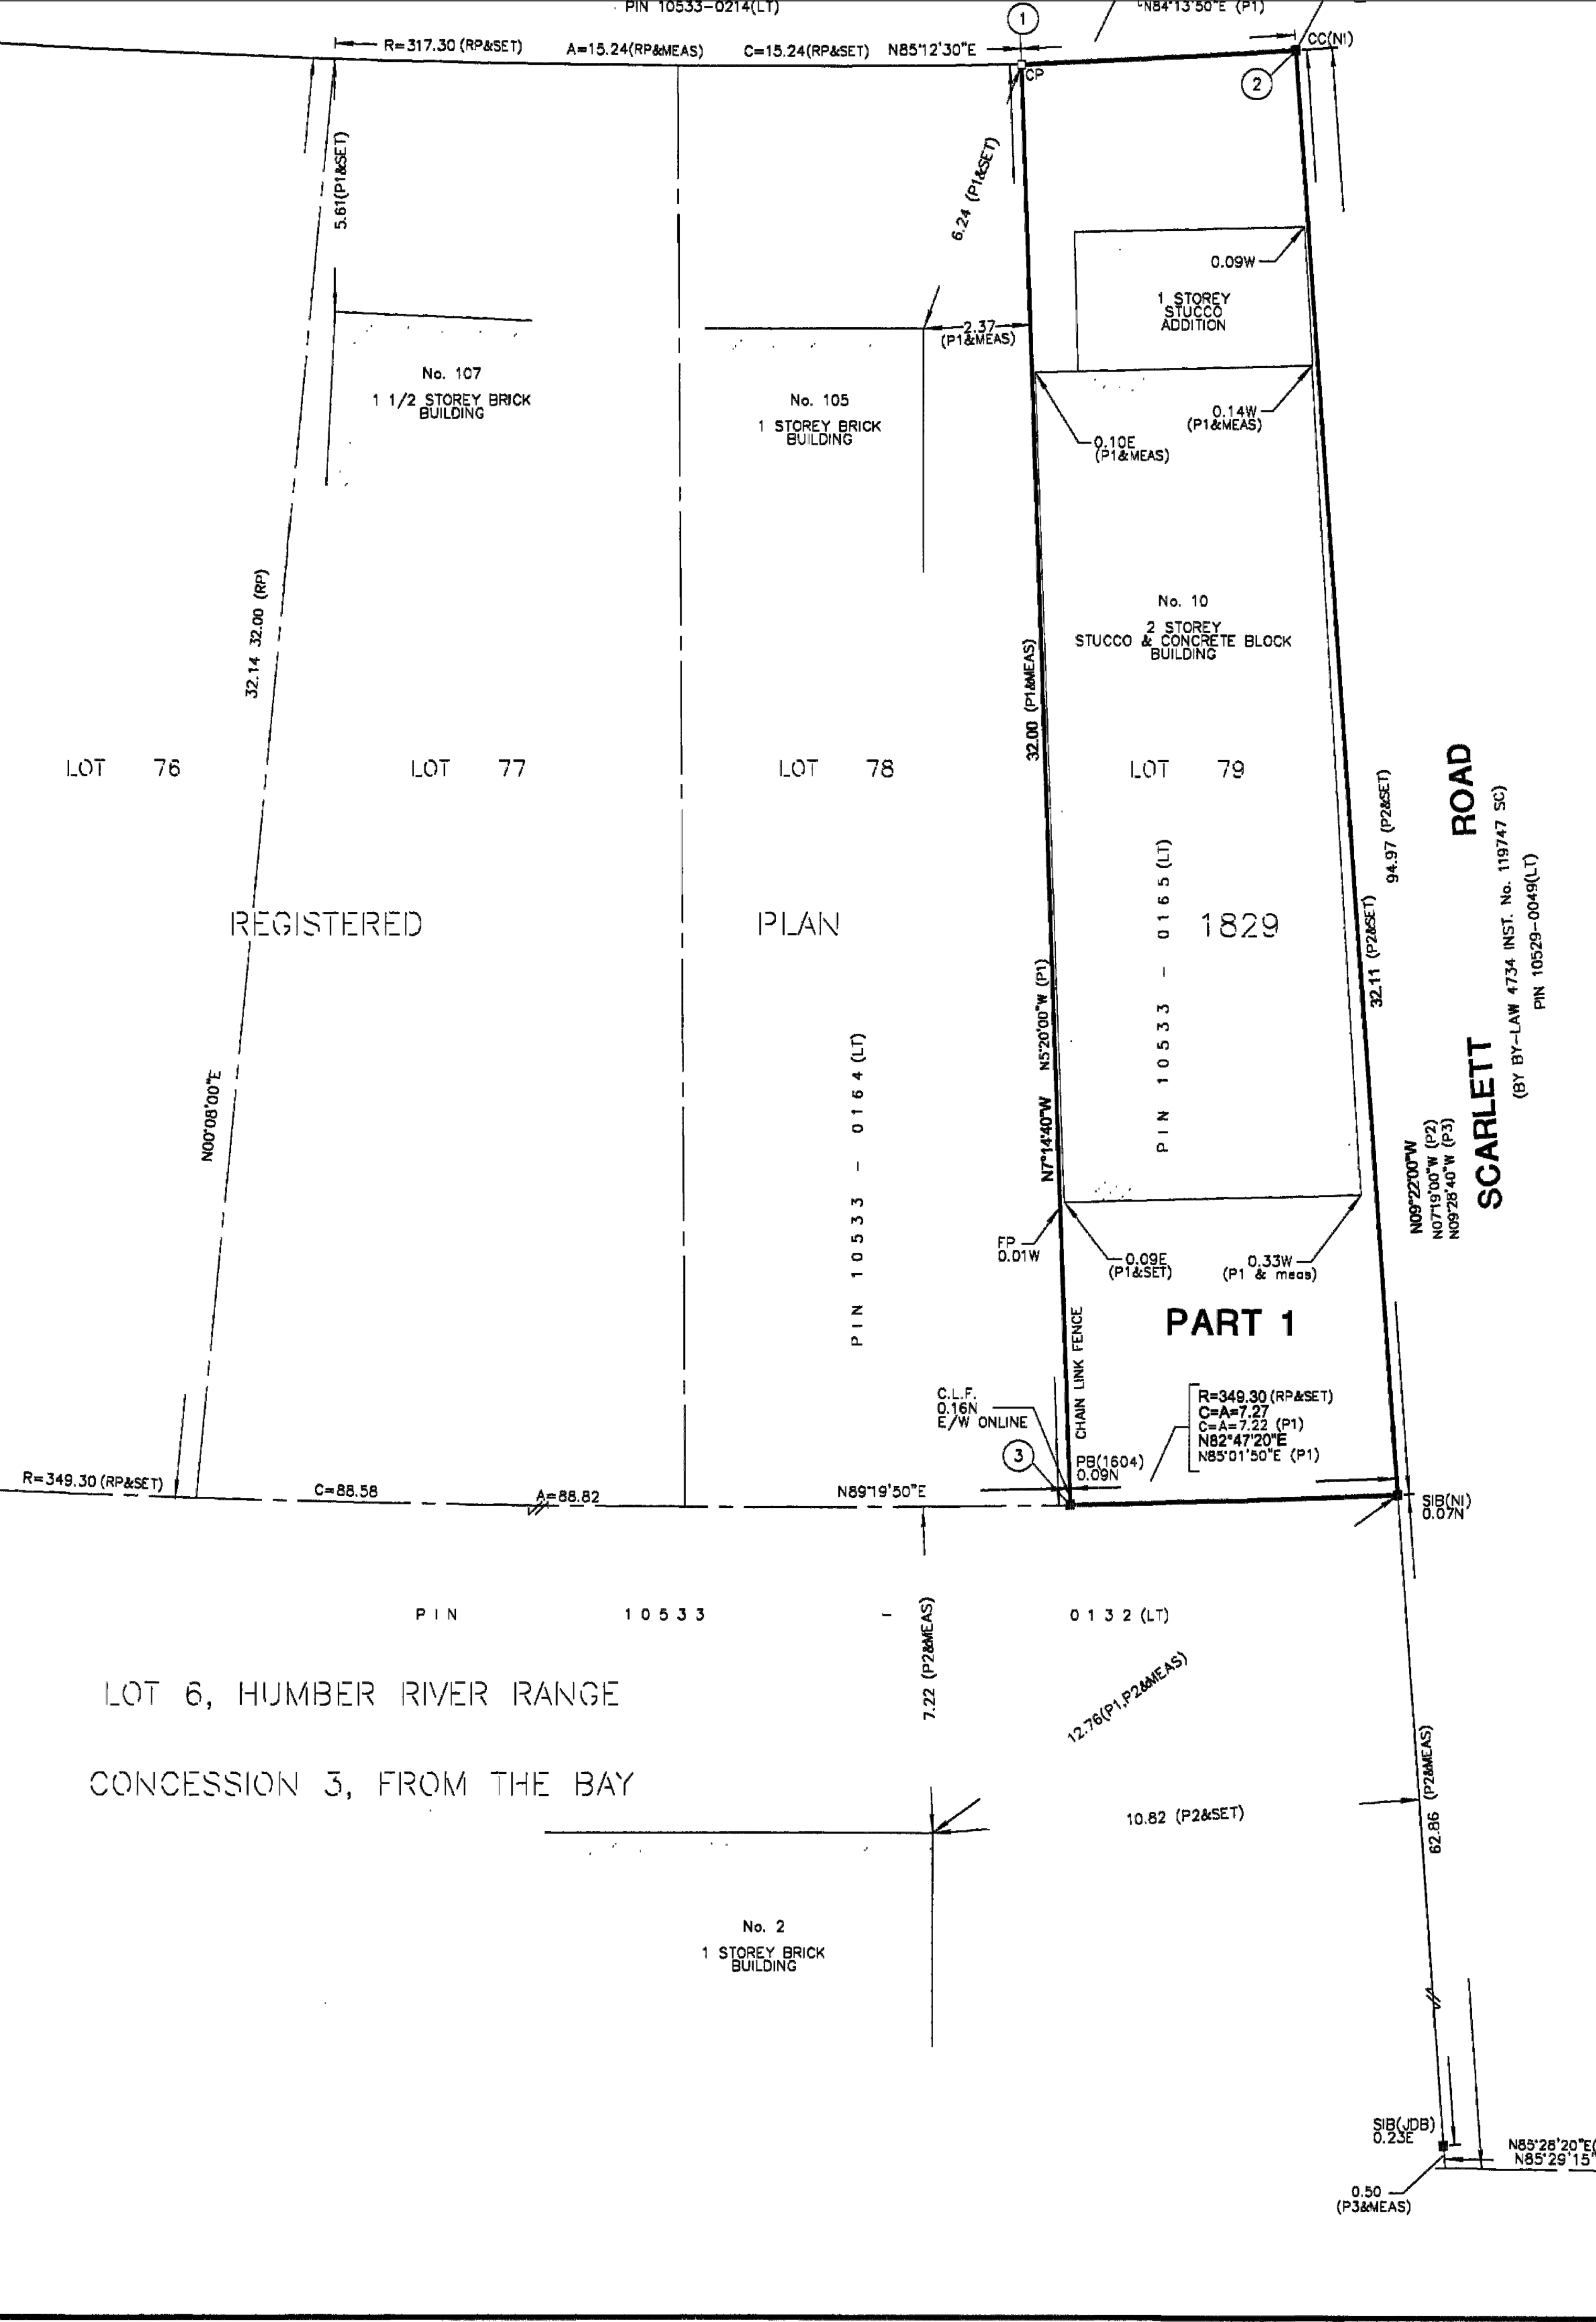 PIN 10533-0214(LT)
N84°13'50"E (P1)
1
R=317.30 (RP&SET)
A=15.24(RP&MEAS)
C=15.24(RP&SET)
N85°12'30"E
CC(NI)
CP
2
5.61(P1&SET)
6.24 (P1&SET)
0.09W
1 STOREY
STUCCO
ADDITION
2.37
(P1&MEAS)
No. 107
1 1/2 STOREY BRICK
BUILDING
No. 105
1 STOREY BRICK
BUILDING
0.14W
(P1&MEAS)
0.10E
(P1&MEAS)
32.14 32.00 (RP)
No. 10
2 STOREY
STUCCO & CONCRETE BLOCK
BUILDING
32.00 (P1&MEAS)
LOT 76
LOT 77
LOT 78
LOT 79
94.97 (P2&SET)
SCARLETT ROAD
(BY BY-LAW 4734 INST. No. 119747 SC)
PIN 10529-0049(LT)
REGISTERED PLAN 1829
PIN 10533 - 0165(LT)
32.11 (P2&SET)
N00°08'00"E
N7°14'40"W N5°20'00"W (P1)
PIN 10533 - 0164(LT)
N09°22'00"W
N07°19'00"W (P2)
N09°28'40"W (P3)
FP
0.01W
0.09E
(P1&SET)
0.33W
(P1 & meas)
PART 1
CHAIN LINK FENCE
C.L.F.
0.16N
E/W ONLINE
R=349.30 (RP&SET)
C=A=7.27
C=A=7.22 (P1)
N82°47'20"E
N85°01'50"E (P1)
3
PB(1604)
0.09N
R=349.30 (RP&SET)
C=88.58
A=88.82
N89°19'50"E
SIB(NI)
0.07N
PIN 10533 - 0132(LT)
7.22 (P2&MEAS)
12.76(P1,P2&MEAS)
LOT 6, HUMBER RIVER RANGE
CONCESSION 3, FROM THE BAY
10.82 (P2&SET)
62.86 (P2&MEAS)
No. 2
1 STOREY BRICK
BUILDING
SIB(JDB)
0.23E
N85°28'20"E(
N85°29'15"
0.50
(P3&MEAS)